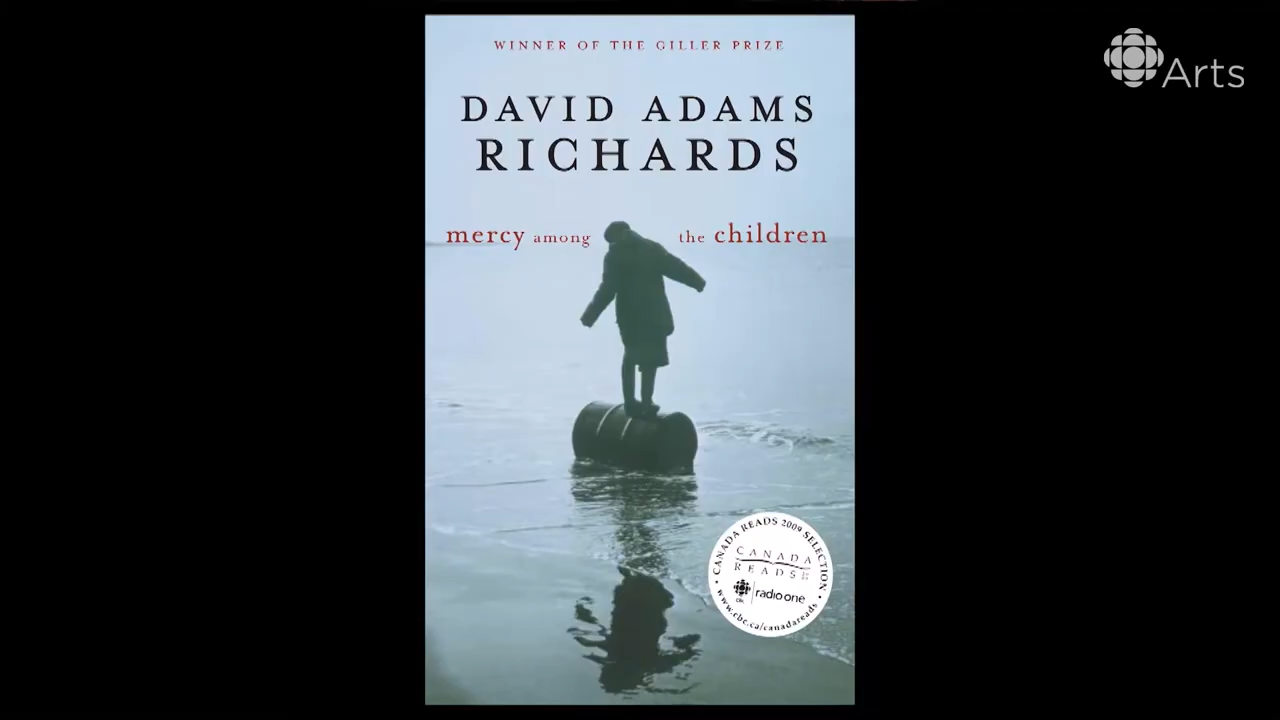 WINNER OF THE GILLER PRIZE
Arts
DAVID ADAMS
RICHARDS
mercy among the children
CANADA READS 2009 SELECTION
CANADA
READS
radio one
www.cbc.ca/canadareads